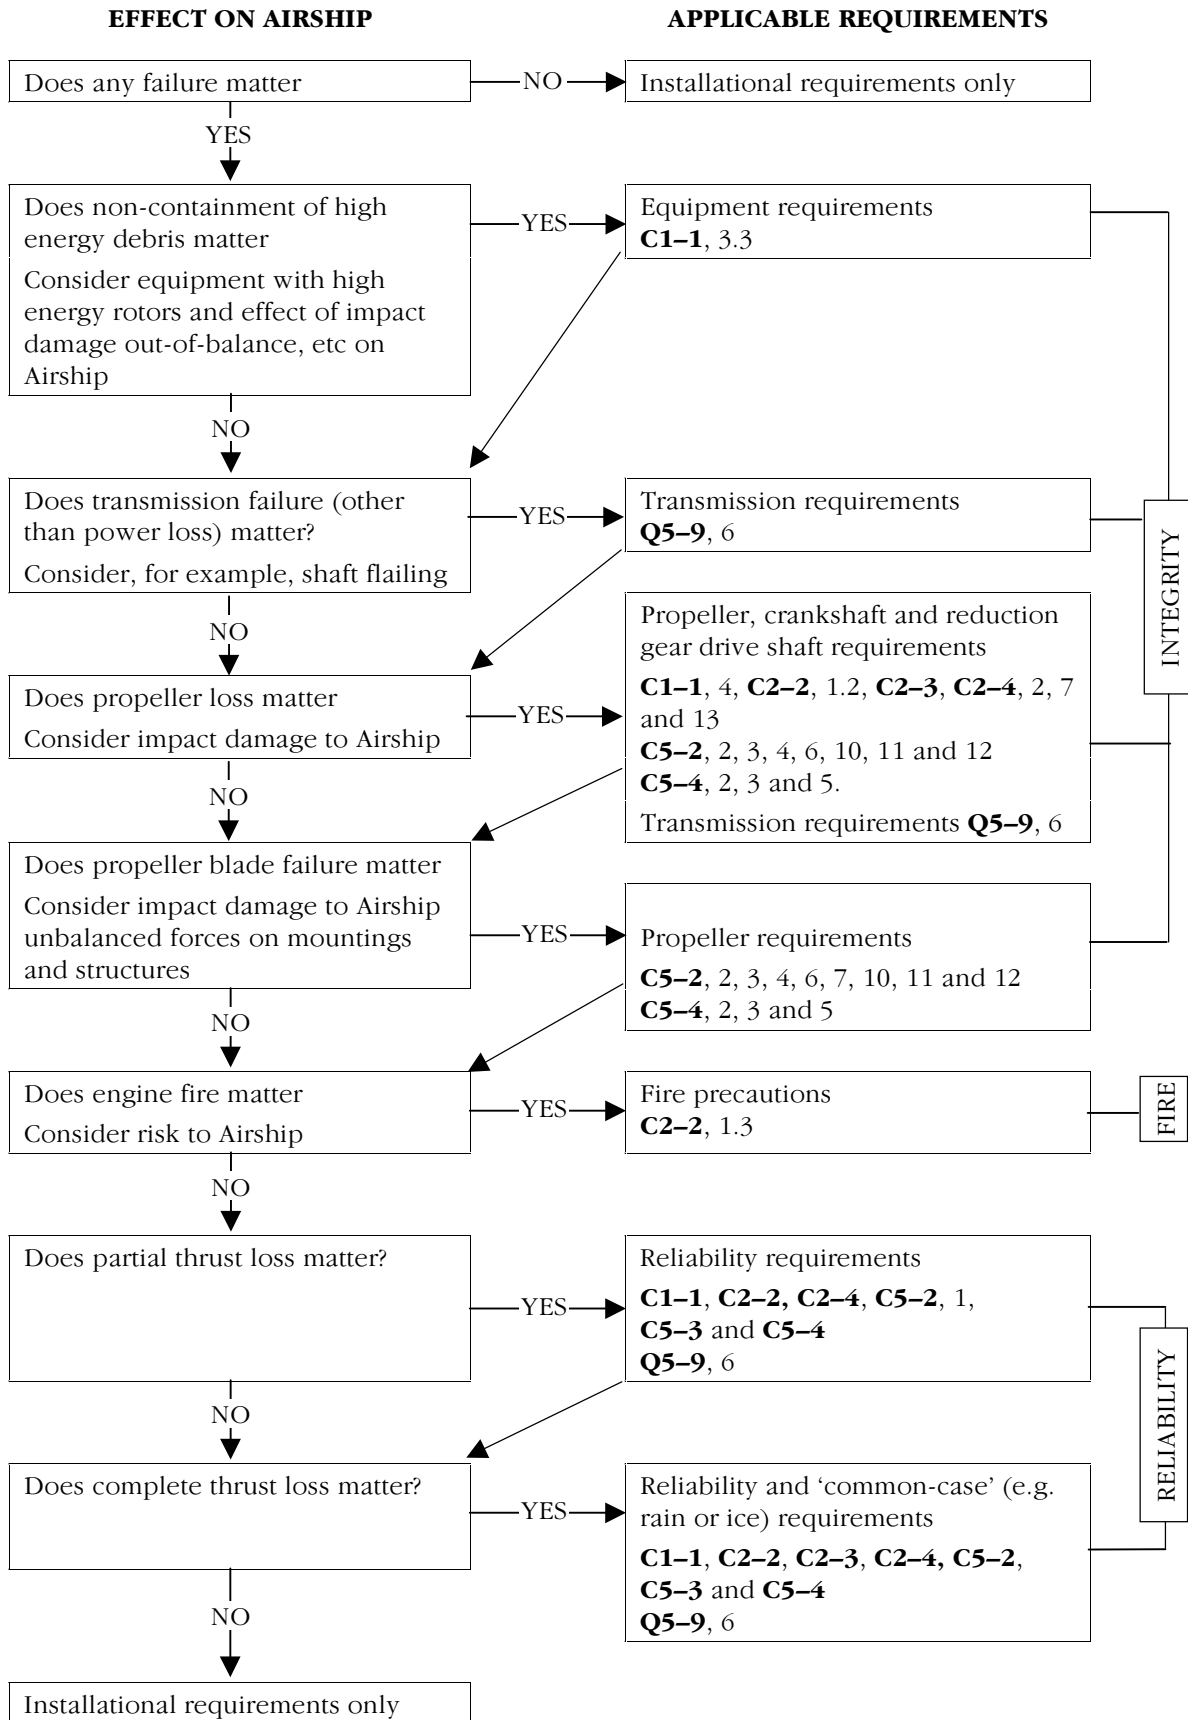 EFFECT ON AIRSHIP
APPLICABLE REQUIREMENTS
Does any failure matter
NO
Installational requirements only
YES
Does non-containment of high
energy debris matter
Consider equipment with high
energy rotors and effect of impact
damage out-of-balance, etc on
Airship
YES
Equipment requirements
C1–1, 3.3
NO
Does transmission failure (other
than power loss) matter?
Consider, for example, shaft flailing
YES
Transmission requirements
Q5–9, 6
INTEGRITY
NO
Does propeller loss matter
Consider impact damage to Airship
YES
Propeller, crankshaft and reduction
gear drive shaft requirements
C1–1, 4, C2–2, 1.2, C2–3, C2–4, 2, 7
and 13
C5–2, 2, 3, 4, 6, 10, 11 and 12
C5–4, 2, 3 and 5.
Transmission requirements Q5–9, 6
NO
Does propeller blade failure matter
Consider impact damage to Airship
unbalanced forces on mountings
and structures
YES
Propeller requirements
C5–2, 2, 3, 4, 6, 7, 10, 11 and 12
C5–4, 2, 3 and 5
NO
Does engine fire matter
Consider risk to Airship
YES
Fire precautions
C2–2, 1.3
FIRE
NO
Does partial thrust loss matter?
YES
Reliability requirements
C1–1, C2–2, C2–4, C5–2, 1,
C5–3 and C5–4
Q5–9, 6
RELIABILITY
NO
Does complete thrust loss matter?
YES
Reliability and ‘common-case’ (e.g.
rain or ice) requirements
C1–1, C2–2, C2–3, C2–4, C5–2,
C5–3 and C5–4
Q5–9, 6
NO
Installational requirements only